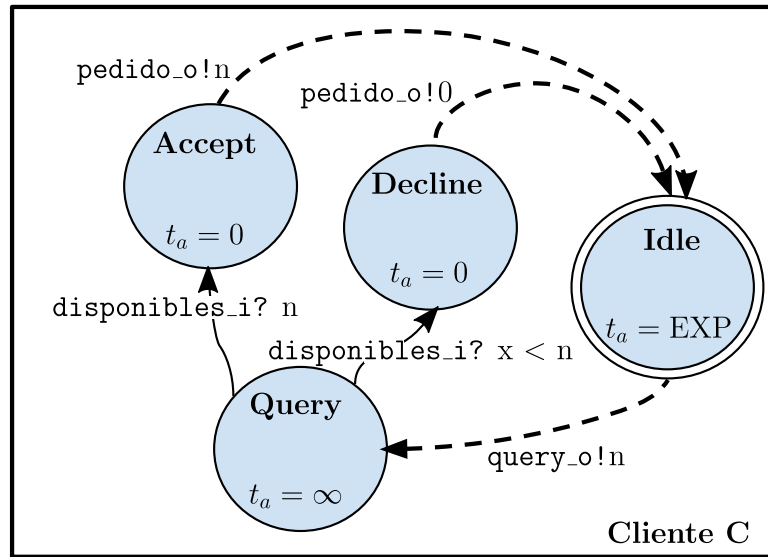 pedido_o!n
pedido_o!0
Accept
Decline
Idle
t_a = 0
t_a = 0
t_a = EXP
disponibles_i? n
disponibles_i? x < n
Query
query_o!n
t_a = ∞
Cliente C